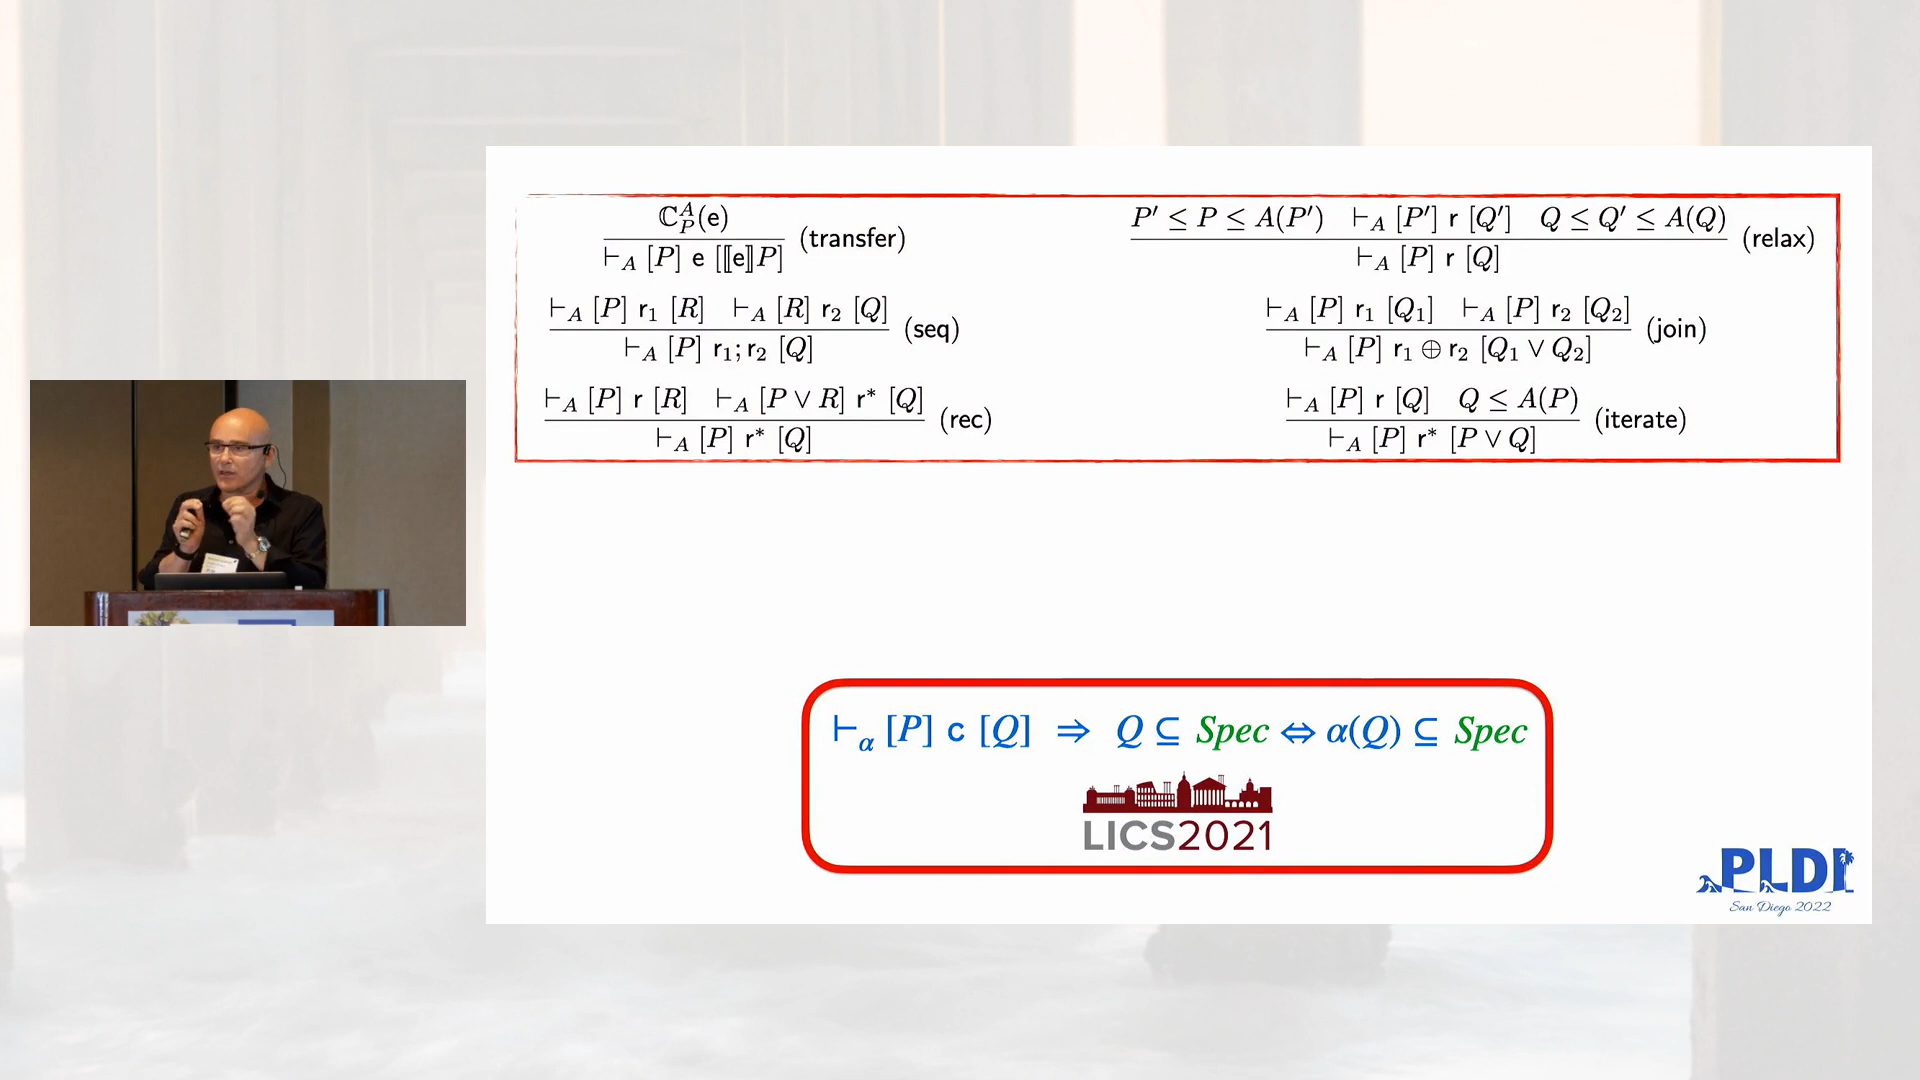 ℂ_P^A(e)
⊢_A [P] e [⟦e⟧P] (transfer)
P′ ≤ P ≤ A(P′) ⊢_A [P′] r [Q′] Q ≤ Q′ ≤ A(Q)
⊢_A [P] r [Q] (relax)
⊢_A [P] r₁ [R] ⊢_A [R] r₂ [Q]
⊢_A [P] r₁; r₂ [Q] (seq)
⊢_A [P] r₁ [Q₁] ⊢_A [P] r₂ [Q₂]
⊢_A [P] r₁ ⊕ r₂ [Q₁ ∨ Q₂] (join)
⊢_A [P] r [R] ⊢_A [P ∨ R] r* [Q]
⊢_A [P] r* [Q] (rec)
⊢_A [P] r [Q] Q ≤ A(P)
⊢_A [P] r* [P ∨ Q] (iterate)
⊢_α [P] c [Q] ⇒ Q ⊆ Spec ⇔ α(Q) ⊆ Spec
LICS2021
PLDI
San Diego 2022